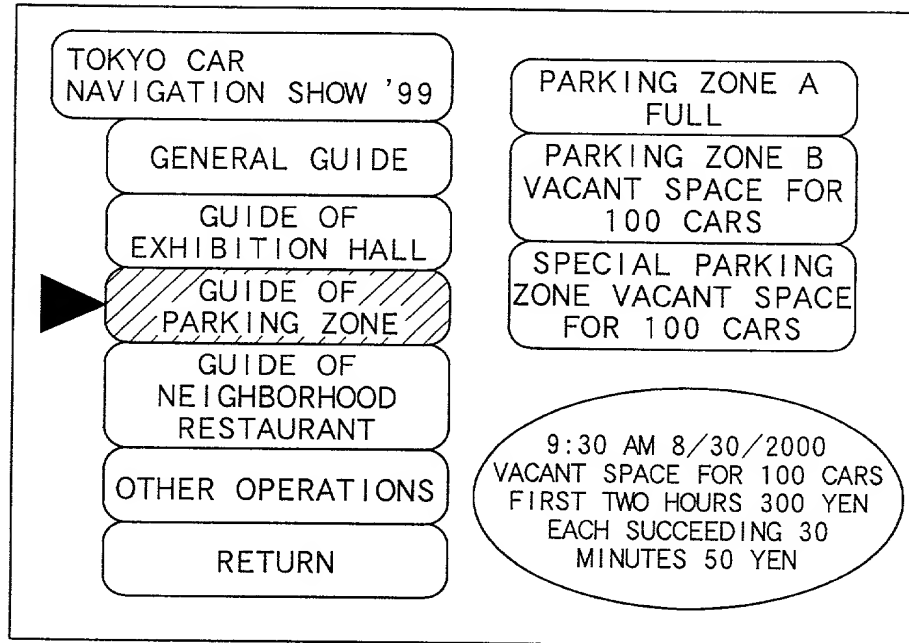 TOKYO CAR
NAVIGATION SHOW '99
GENERAL GUIDE
GUIDE OF
EXHIBITION HALL
GUIDE OF
PARKING ZONE
GUIDE OF
NEIGHBORHOOD
RESTAURANT
OTHER OPERATIONS
RETURN
PARKING ZONE A
FULL
PARKING ZONE B
VACANT SPACE FOR
100 CARS
SPECIAL PARKING
ZONE VACANT SPACE
FOR 100 CARS
9:30 AM 8/30/2000
VACANT SPACE FOR 100 CARS
FIRST TWO HOURS 300 YEN
EACH SUCCEEDING 30
MINUTES 50 YEN